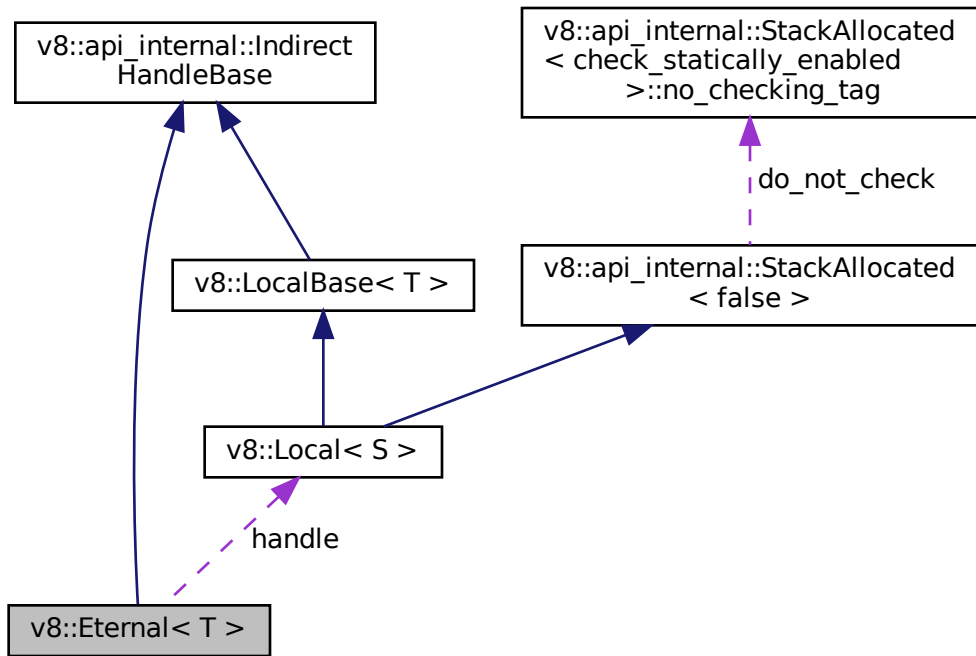 v8::api_internal::Indirect
HandleBase
v8::api_internal::StackAllocated
< check_statically_enabled
>::no_checking_tag
do_not_check
v8::LocalBase< T >
v8::api_internal::StackAllocated
< false >
v8::Local< S >
handle
v8::Eternal< T >